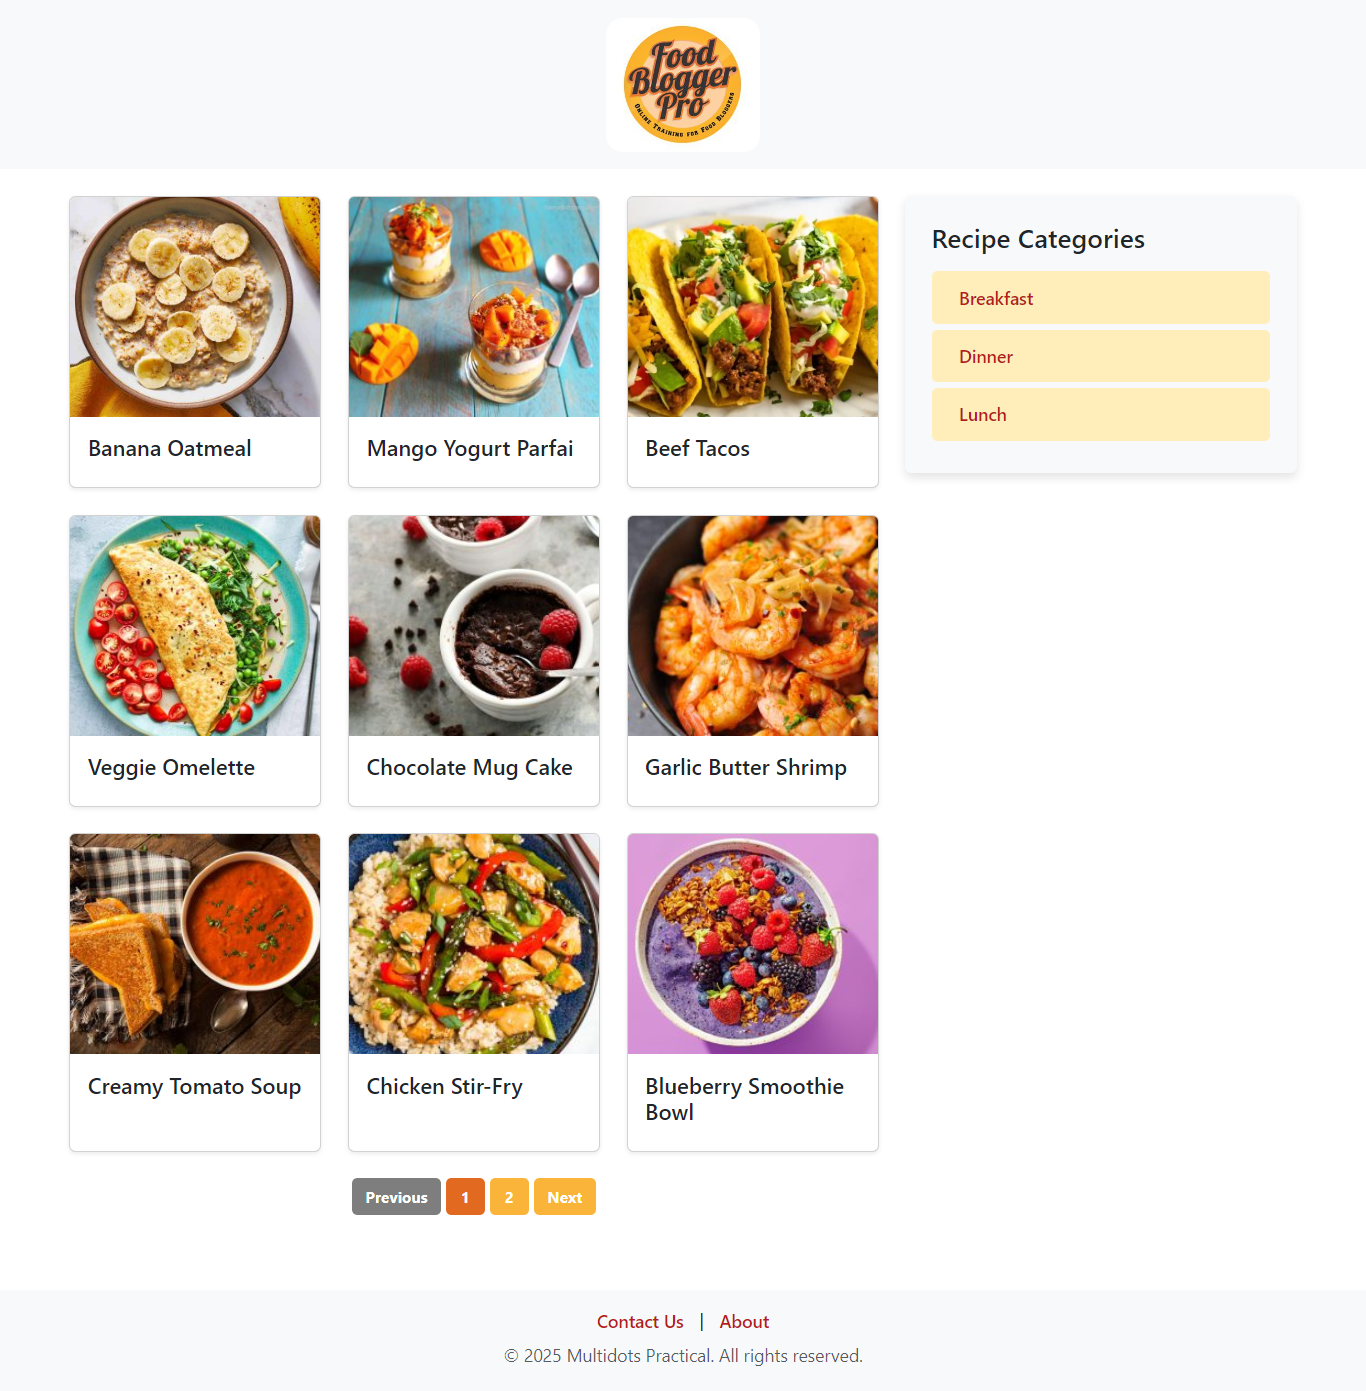 Food
Blogger
Pro
Online Training for Food Bloggers
Banana Oatmeal
Mango Yogurt Parfai
Beef Tacos
Recipe Categories
Breakfast
Dinner
Lunch
Veggie Omelette
Chocolate Mug Cake
Garlic Butter Shrimp
Creamy Tomato Soup
Chicken Stir-Fry
Blueberry Smoothie
Bowl
Previous 1 2 Next
Contact Us | About
© 2025 Multidots Practical. All rights reserved.